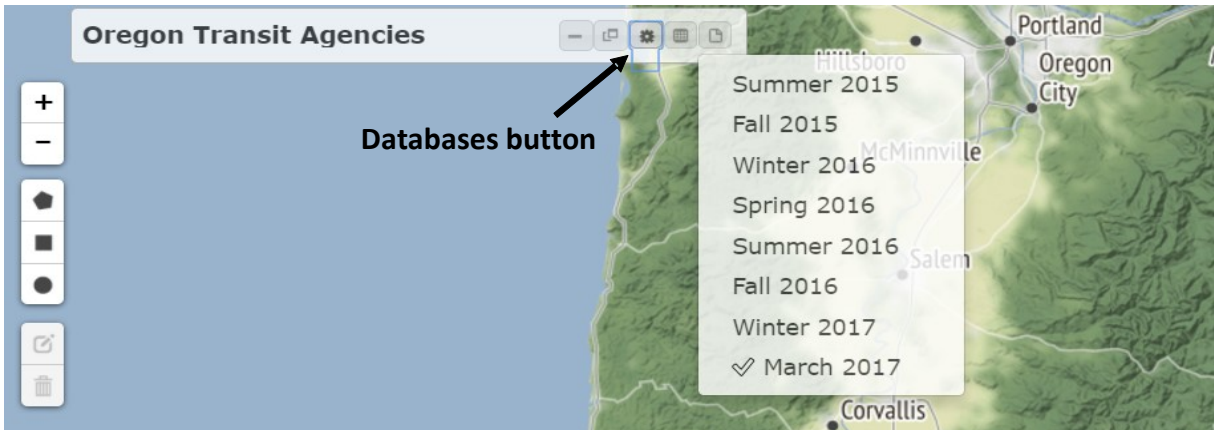 Oregon Transit Agencies
Portland
Hillsboro
Oregon
City
+
−
Databases button
Summer 2015
Fall 2015
McMinnville
Winter 2016
Spring 2016
Summer 2016
Salem
Fall 2016
Winter 2017
March 2017
Corvallis